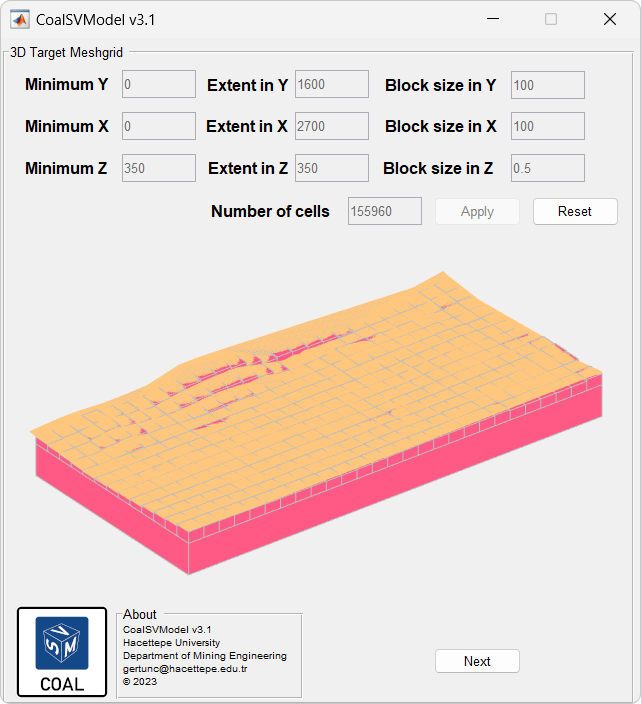 CoalSVModel v3.1
3D Target Meshgrid
Minimum Y 0 Extent in Y 1600 Block size in Y 100
Minimum X 0 Extent in X 2700 Block size in X 100
Minimum Z 350 Extent in Z 350 Block size in Z 0.5
Number of cells 155960 Apply Reset
SVM
COAL
About
CoalSVModel v3.1
Hacettepe University
Department of Mining Engineering
gertunc@hacettepe.edu.tr
© 2023
Next